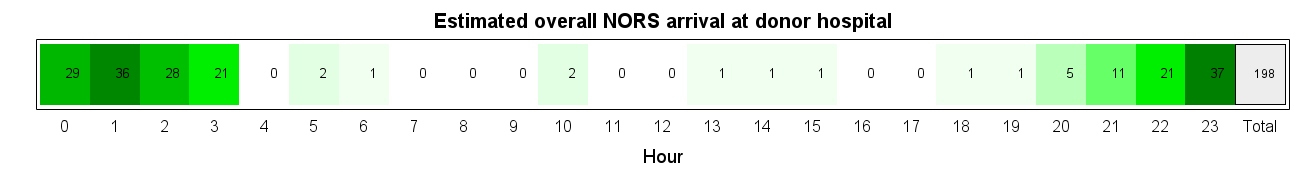 Estimated overall NORS arrival at donor hospital
29 36 28 21 0 2 1 0 0 0 2 0 0 1 1 1 0 0 1 1 5 11 21 37 198
0 1 2 3 4 5 6 7 8 9 10 11 12 13 14 15 16 17 18 19 20 21 22 23 Total
Hour